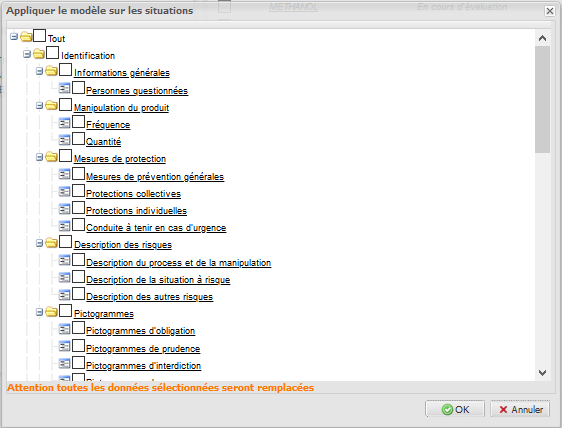 METHANOL En cours d'évaluation
Appliquer le modèle sur les situations
Tout
Identification
Informations générales
Personnes questionnées
Manipulation du produit
Fréquence
Quantité
Mesures de protection
Mesures de prévention générales
Protections collectives
Protections individuelles
Conduite à tenir en cas d'urgence
Description des risques
Description du process et de la manipulation
Description de la situation à risque
Description des autres risques
Pictogrammes
Pictogrammes d'obligation
Pictogrammes de prudence
Pictogrammes d'interdiction
Attention toutes les données sélectionnées seront remplacées
OK Annuler